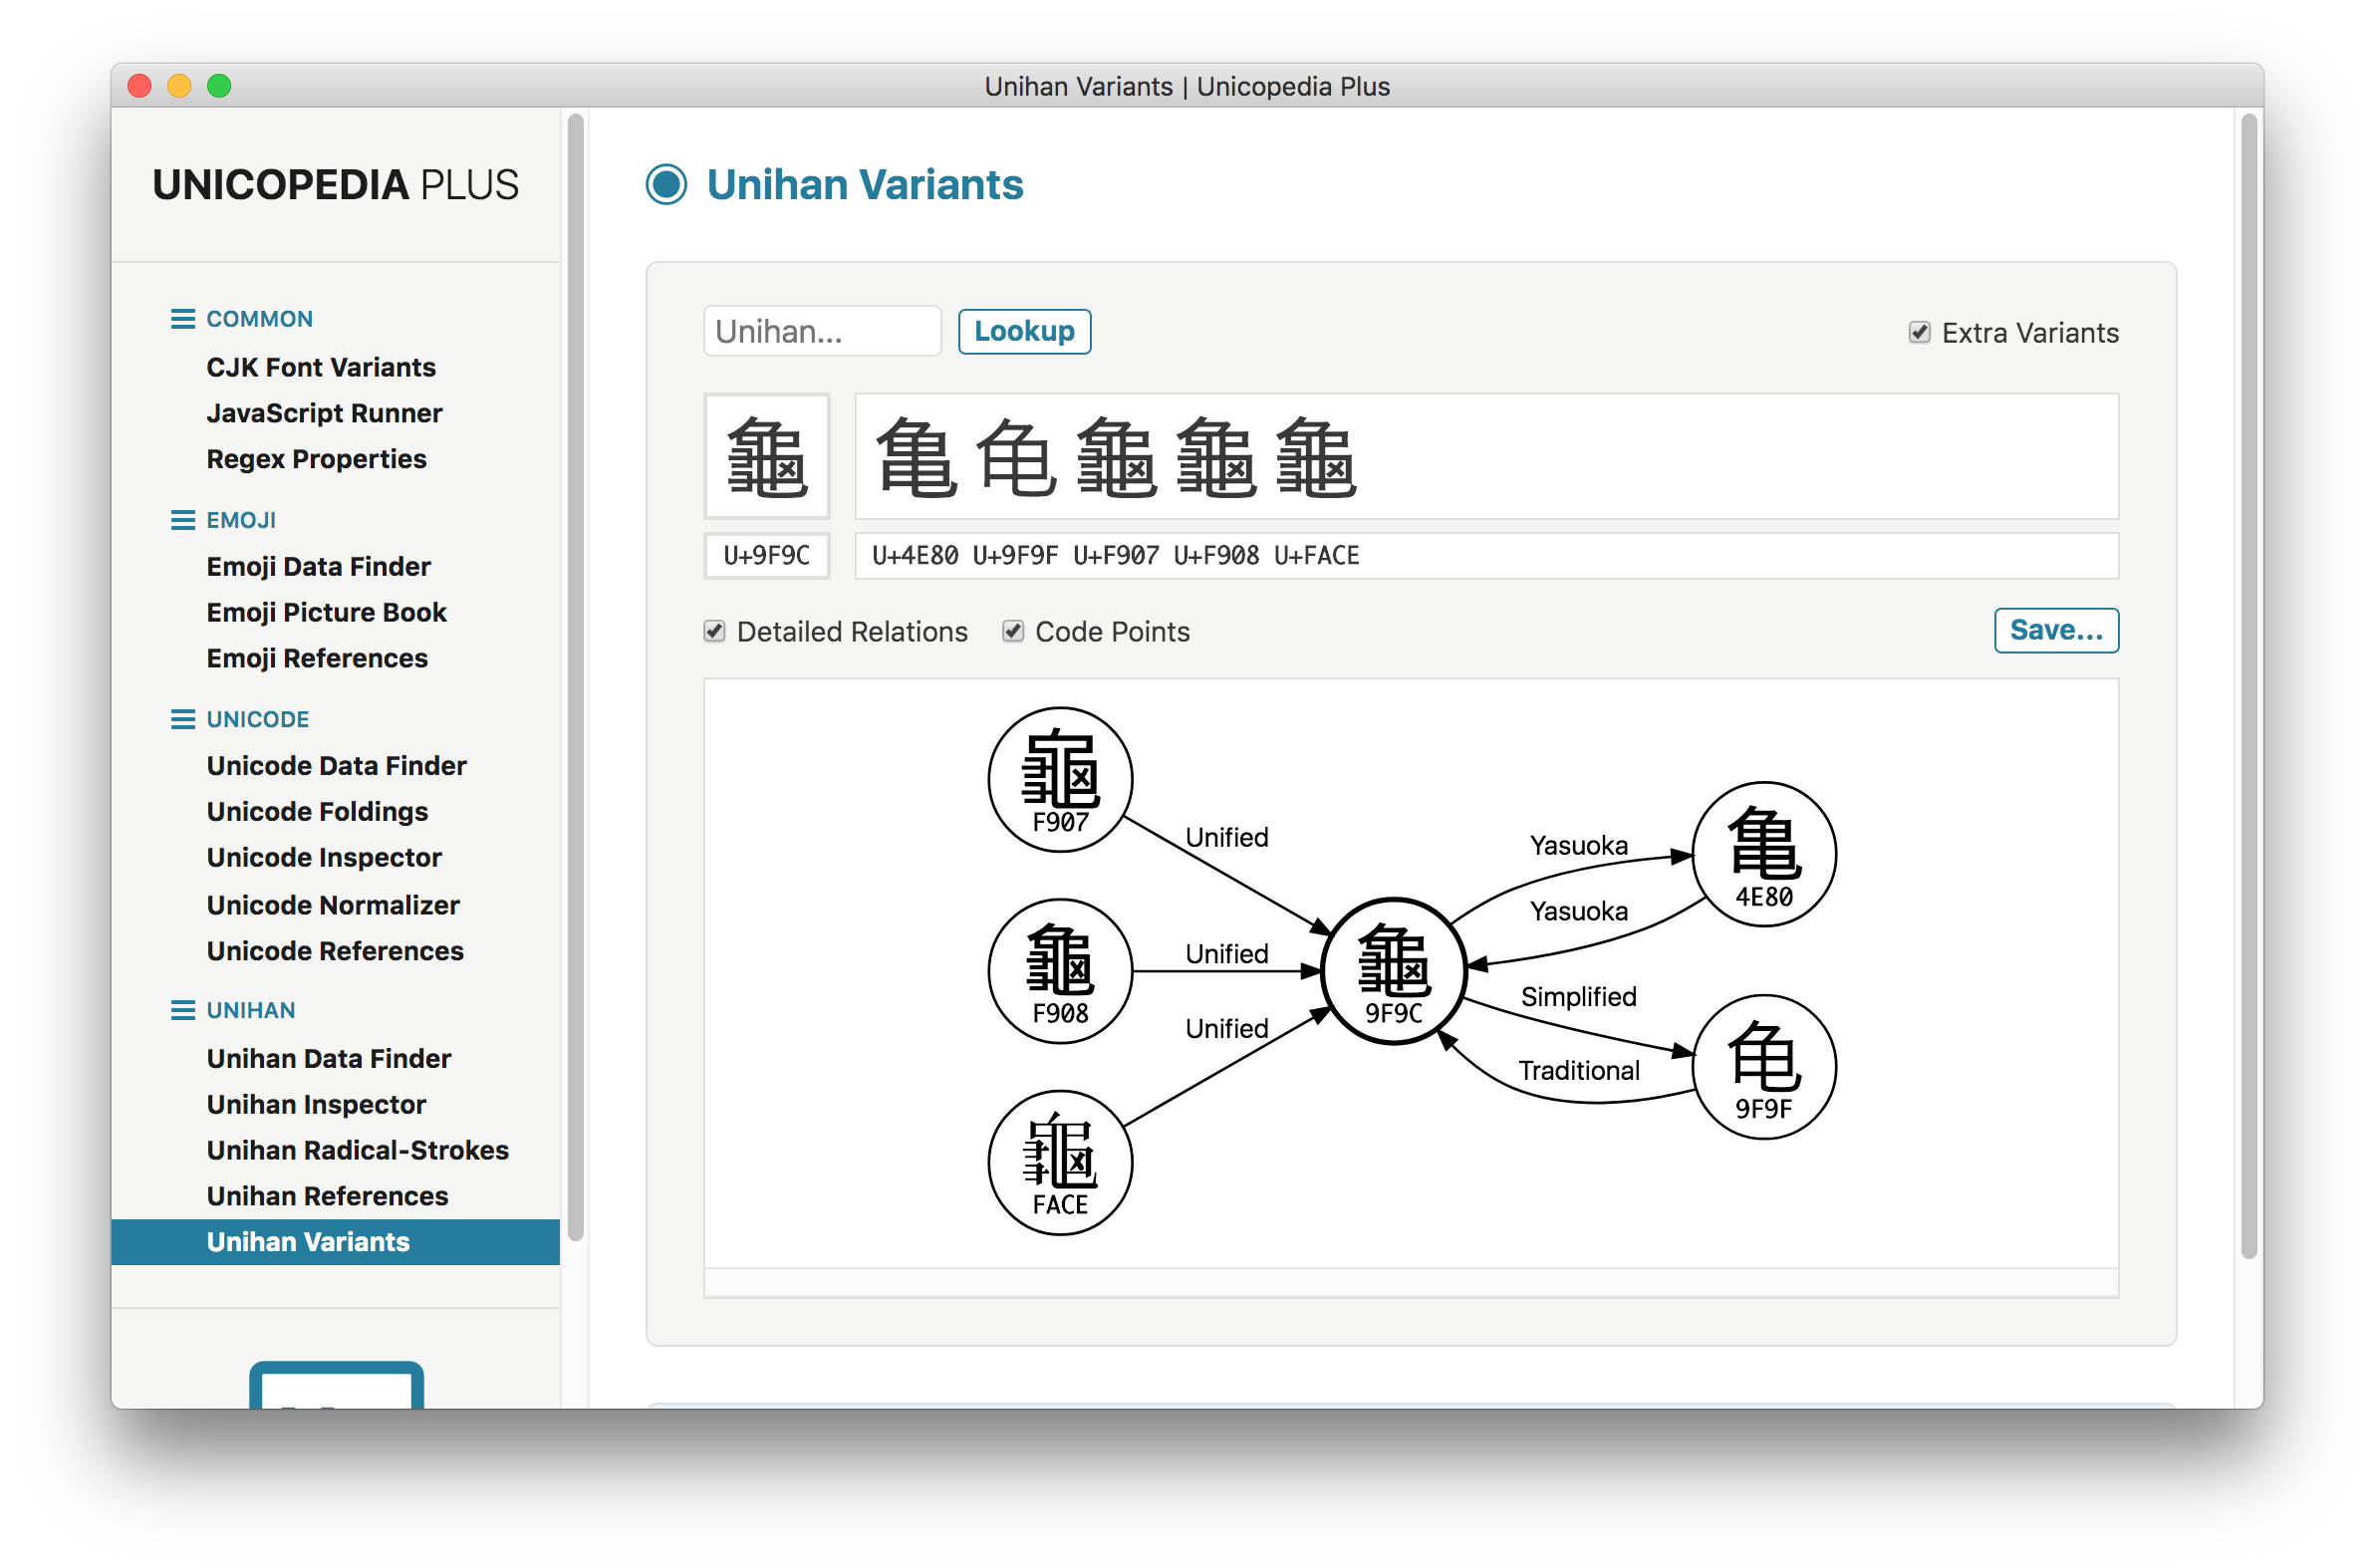 Unihan Variants | Unicopedia Plus
UNICOPEDIA PLUS
COMMON
CJK Font Variants
JavaScript Runner
Regex Properties
EMOJI
Emoji Data Finder
Emoji Picture Book
Emoji References
UNICODE
Unicode Data Finder
Unicode Foldings
Unicode Inspector
Unicode Normalizer
Unicode References
UNIHAN
Unihan Data Finder
Unihan Inspector
Unihan Radical-Strokes
Unihan References
Unihan Variants
Unihan Variants
Unihan...
Lookup
Extra Variants
龜
亀 龟 龜 龜 龜
U+9F9C
U+4E80 U+9F9F U+F907 U+F908 U+FACE
Detailed Relations
Code Points
Save...
龜
F907
Unified
龜
F908
Unified
龜
FACE
Unified
龜
9F9C
Yasuoka
Yasuoka
亀
4E80
Simplified
Traditional
龟
9F9F